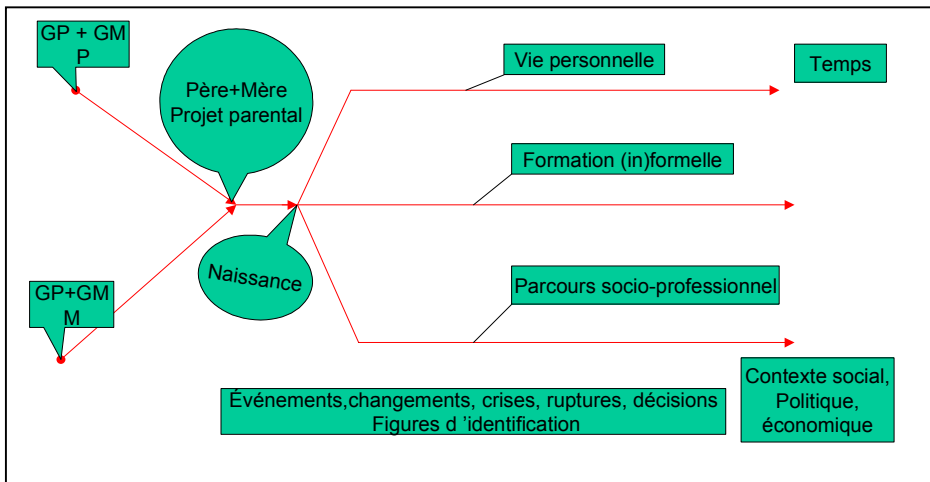 GP + GM
P
Père+Mère
Projet parental
Vie personnelle
Temps
Formation (in)formelle
Naissance
GP+GM
M
Parcours socio-professionnel
Événements,changements, crises, ruptures, décisions
Figures d 'identification
Contexte social,
Politique,
économique